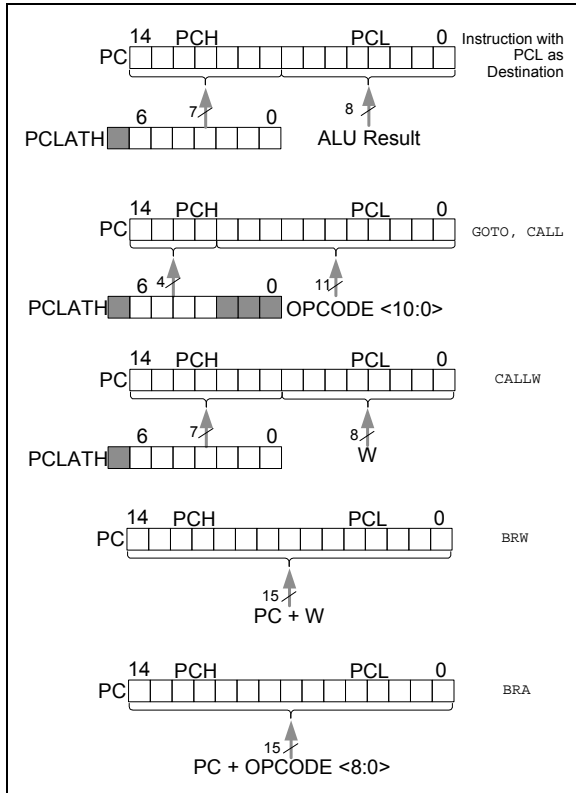 14 PCH PCL 0 Instruction with
PC PCL as
Destination
7 8
6 0
PCLATH ALU Result
14 PCH PCL 0
PC GOTO, CALL
4 11
6 0
PCLATH OPCODE <10:0>
14 PCH PCL 0
PC CALLW
7 8
6 0 W
PCLATH
14 PCH PCL 0
PC BRW
15
PC + W
14 PCH PCL 0
PC BRA
15
PC + OPCODE <8:0>